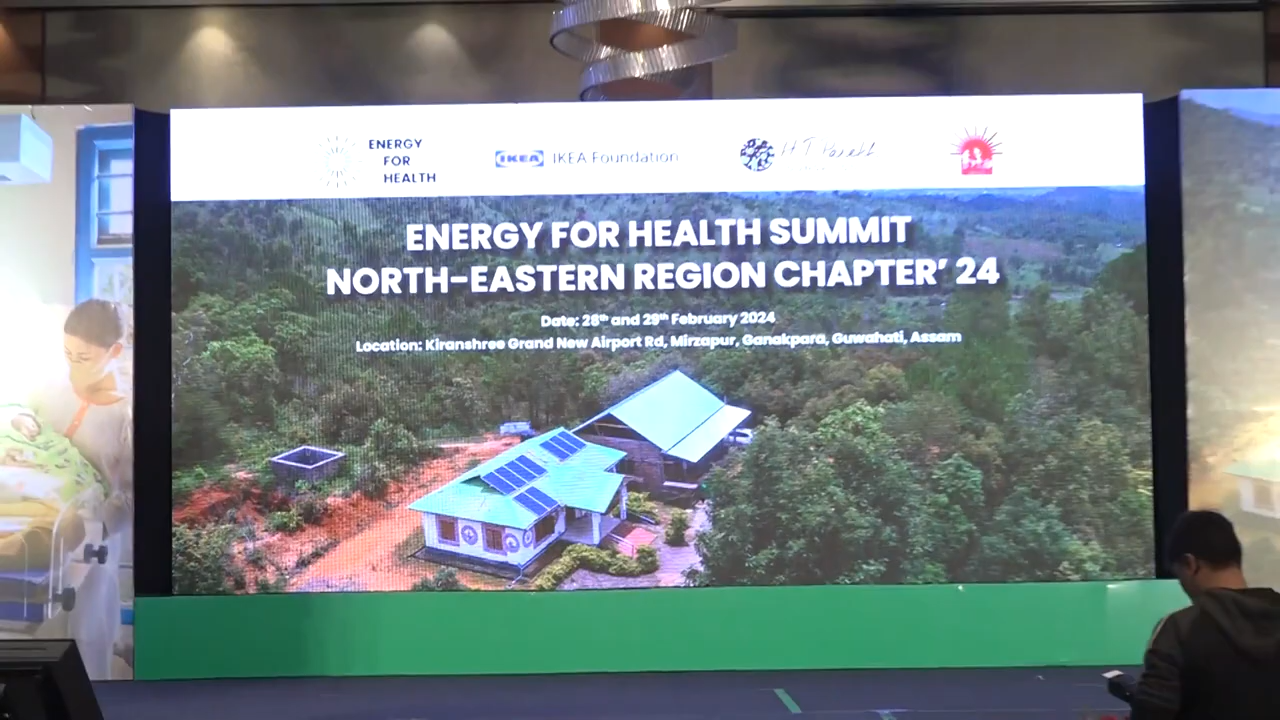 ENERGY
FOR
HEALTH
IKEA
IKEA Foundation
H T Parekh
ENERGY FOR HEALTH SUMMIT
NORTH-EASTERN REGION CHAPTER' 24
Date: 28th and 29th February 2024
Location: Kiranshree Grand New Airport Rd, Mirzapur, Ganakpara, Guwahati, Assam